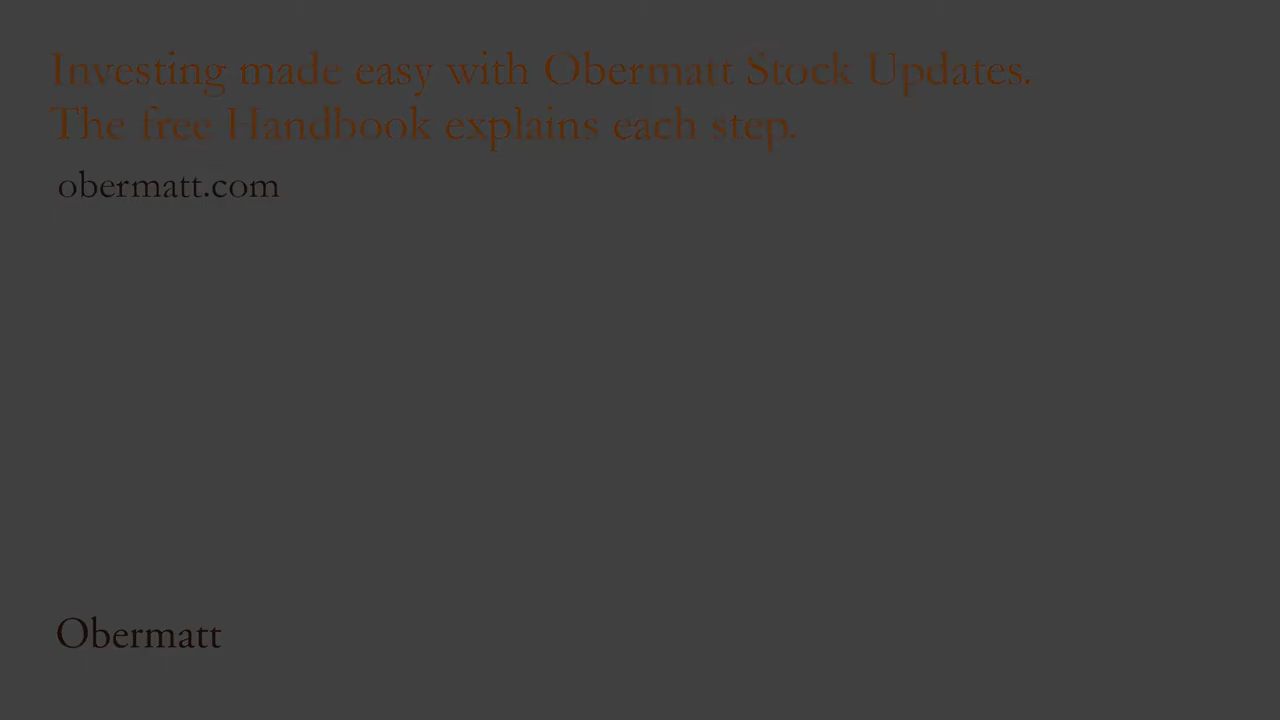 Investing made easy with Obermatt Stock Updates.
The free Handbook explains each step.
obermatt.com
Obermatt